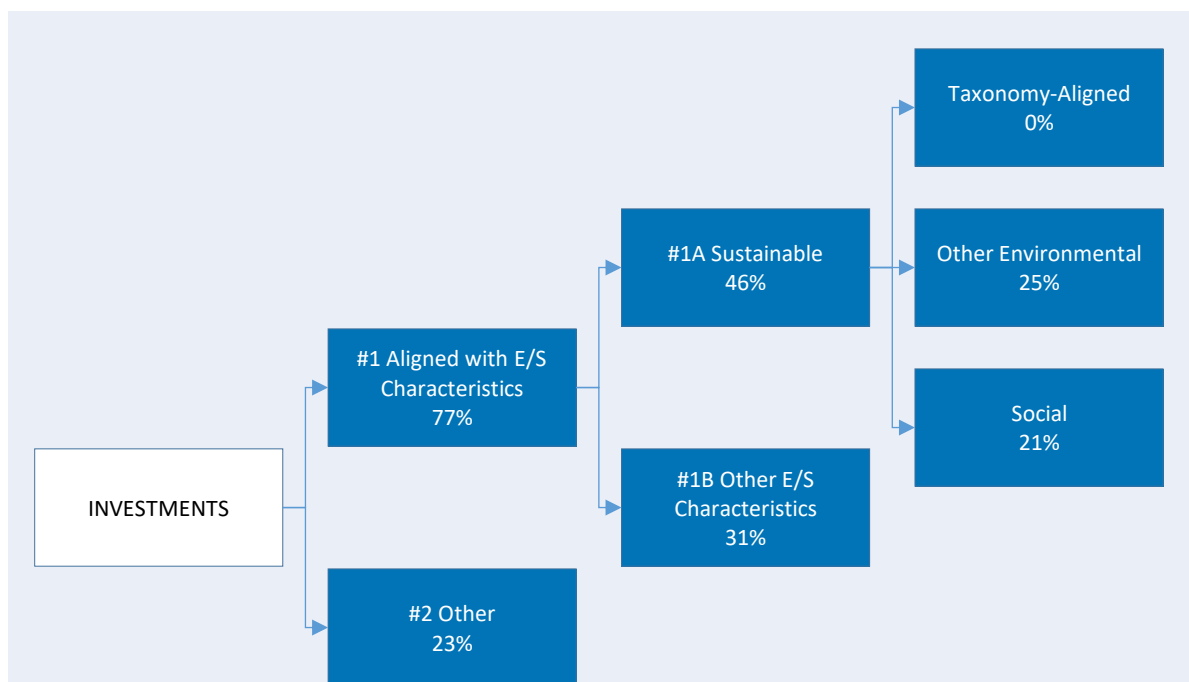 INVESTMENTS
#1 Aligned with E/S
Characteristics
77%
#2 Other
23%
#1A Sustainable
46%
#1B Other E/S
Characteristics
31%
Taxonomy-Aligned
0%
Other Environmental
25%
Social
21%